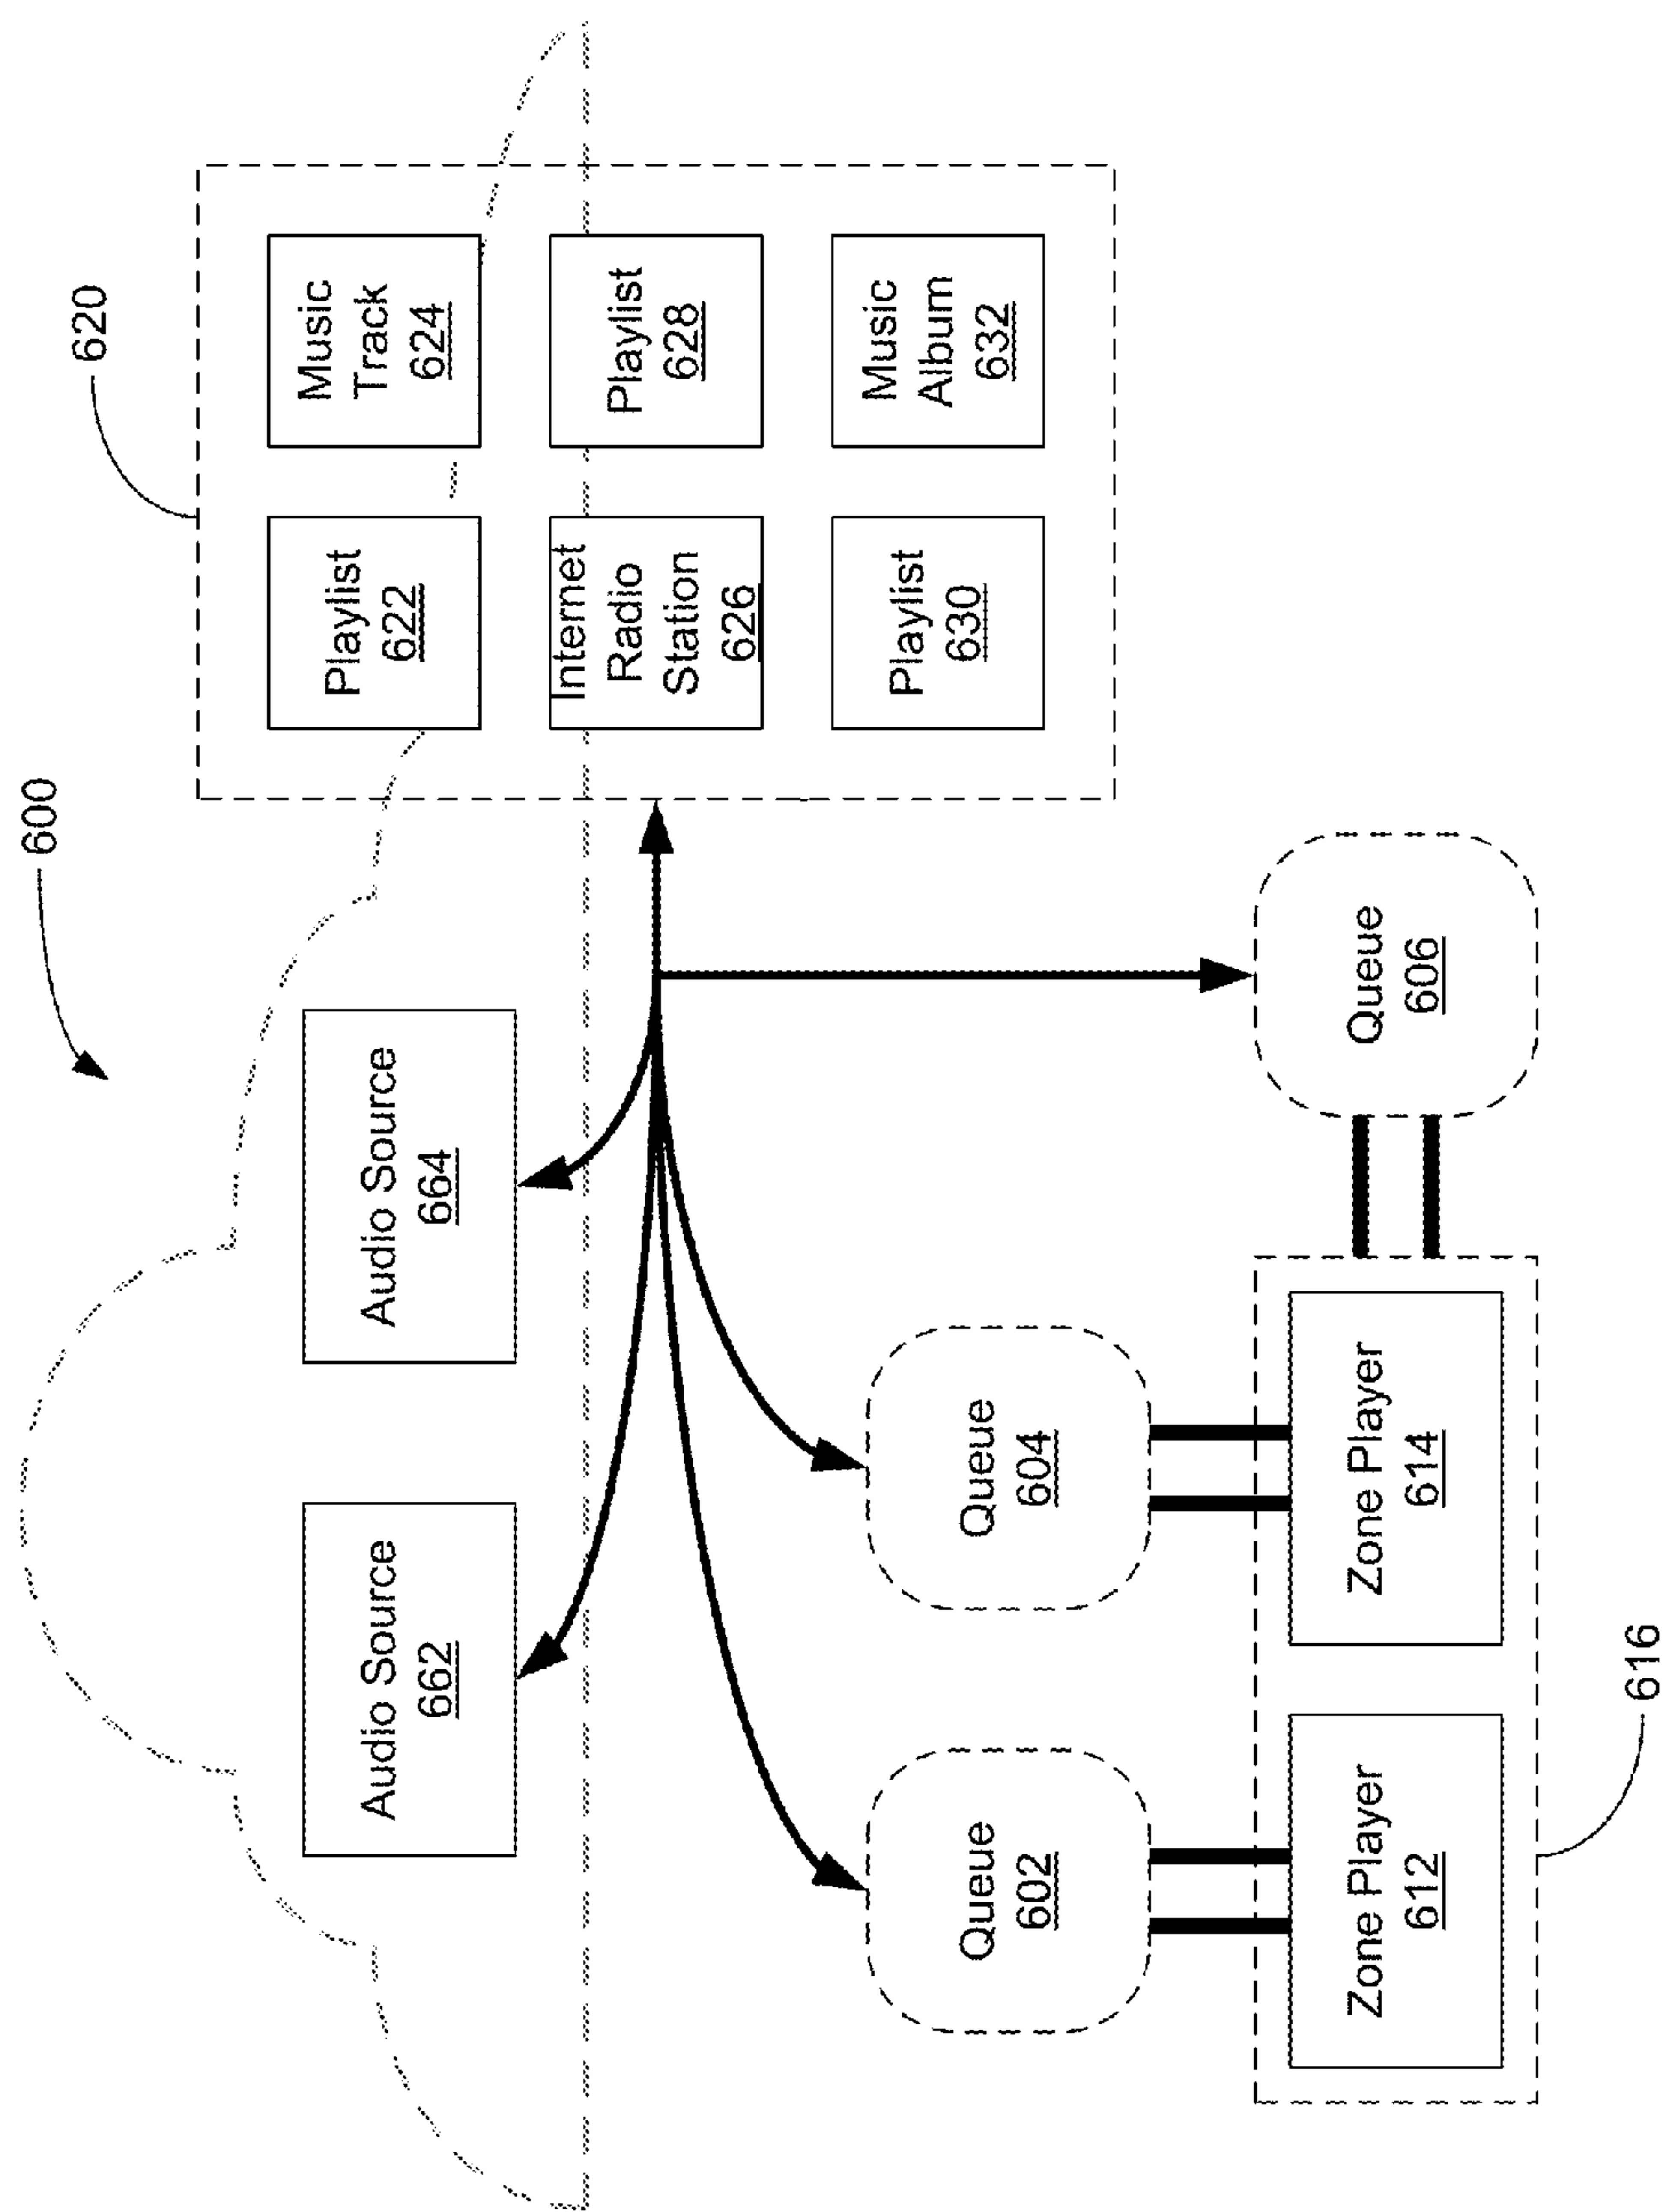 600
620
Audio Source
662
Audio Source
664
Playlist
622
Music
Track
624
Internet
Radio
Station
626
Playlist
628
Playlist
630
Music
Album
632
Queue
602
Queue
604
Queue
606
Zone Player
612
Zone Player
614
616